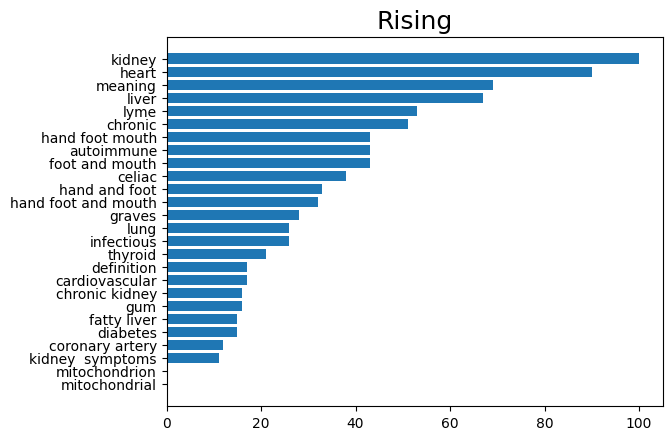 Rising
kidney
heart
meaning
liver
lyme
chronic
hand foot mouth
autoimmune
foot and mouth
celiac
hand and foot
hand foot and mouth
graves
lung
infectious
thyroid
definition
cardiovascular
chronic kidney
gum
fatty liver
diabetes
coronary artery
kidney  symptoms
mitochondrion
mitochondrial
0 20 40 60 80 100